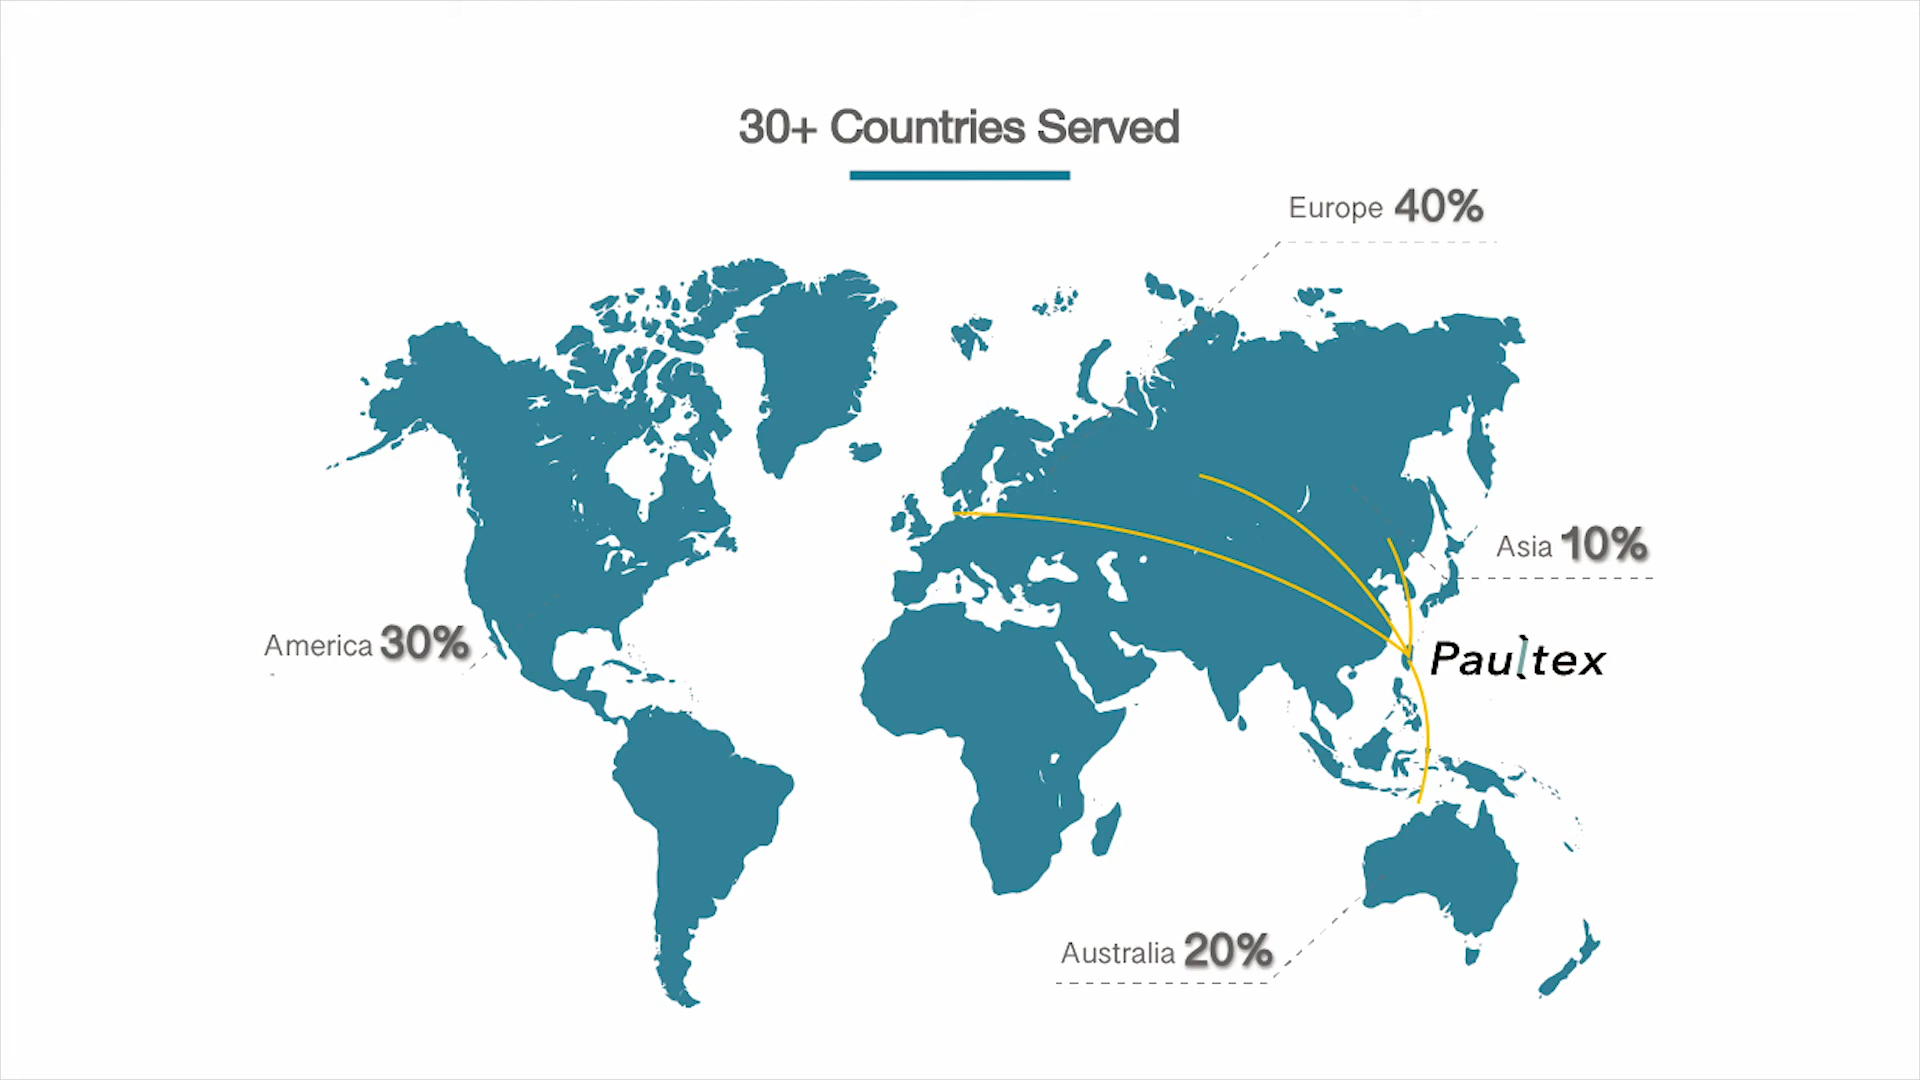 30+ Countries Served
Europe 40%
Asia 10%
America 30%
Paultex
Australia 20%